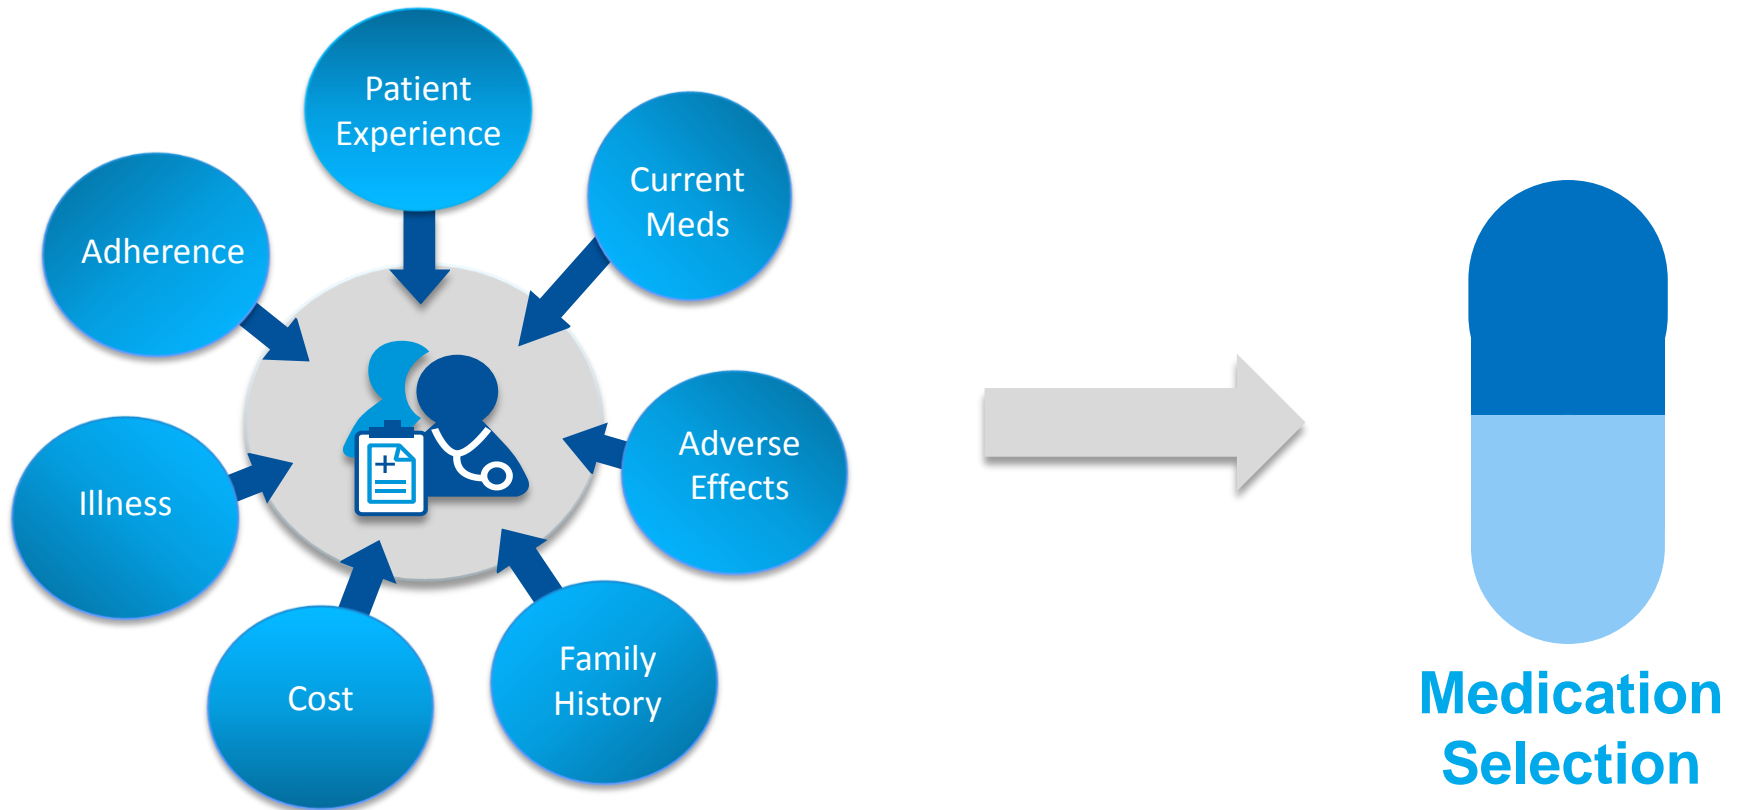 Patient
Experience
Current
Meds
Adherence
Adverse
Effects
Illness
Family
History
Cost
Medication
Selection